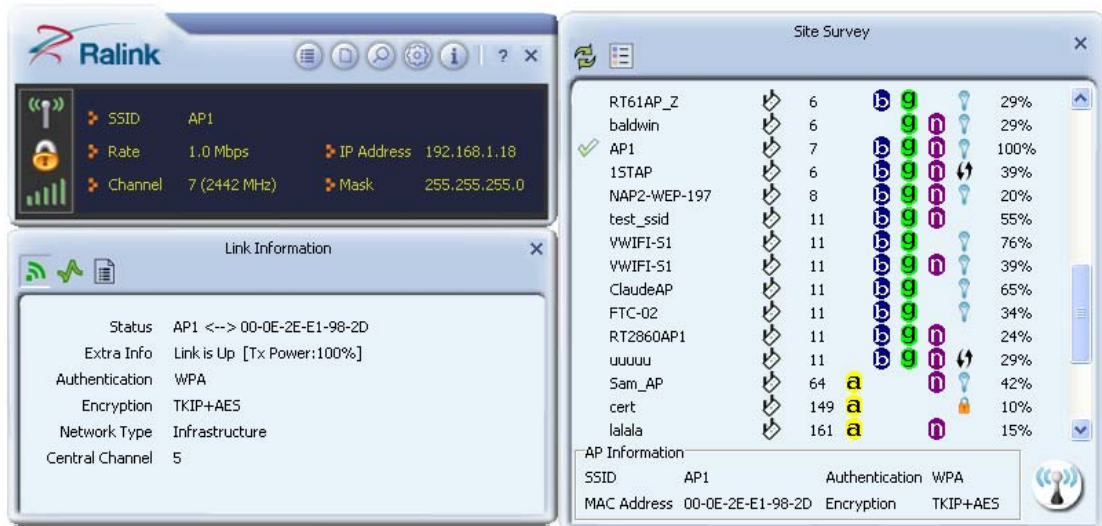 Ralink
? ×
SSID AP1
Rate 1.0 Mbps IP Address 192.168.1.18
Channel 7 (2442 MHz) Mask 255.255.255.0
Link Information ×
Status AP1 <--> 00-0E-2E-E1-98-2D
Extra Info Link is Up [Tx Power:100%]
Authentication WPA
Encryption TKIP+AES
Network Type Infrastructure
Central Channel 5
Site Survey ×
RT61AP_Z 6 b g 29%
baldwin 6 g n 29%
AP1 7 b g n 100%
1STAP 6 b g n 39%
NAP2-WEP-197 8 b g n 20%
test_ssid 11 b g n 55%
VWIFI-S1 11 b g 76%
VWIFI-S1 11 b g n 39%
ClaudeAP 11 b g 65%
FTC-02 11 b g 34%
RT2860AP1 11 b g n 24%
uuuuu 11 b g n 29%
Sam_AP 64 a n 42%
cert 149 a 10%
lalala 161 a n 15%
AP Information
SSID AP1 Authentication WPA
MAC Address 00-0E-2E-E1-98-2D Encryption TKIP+AES